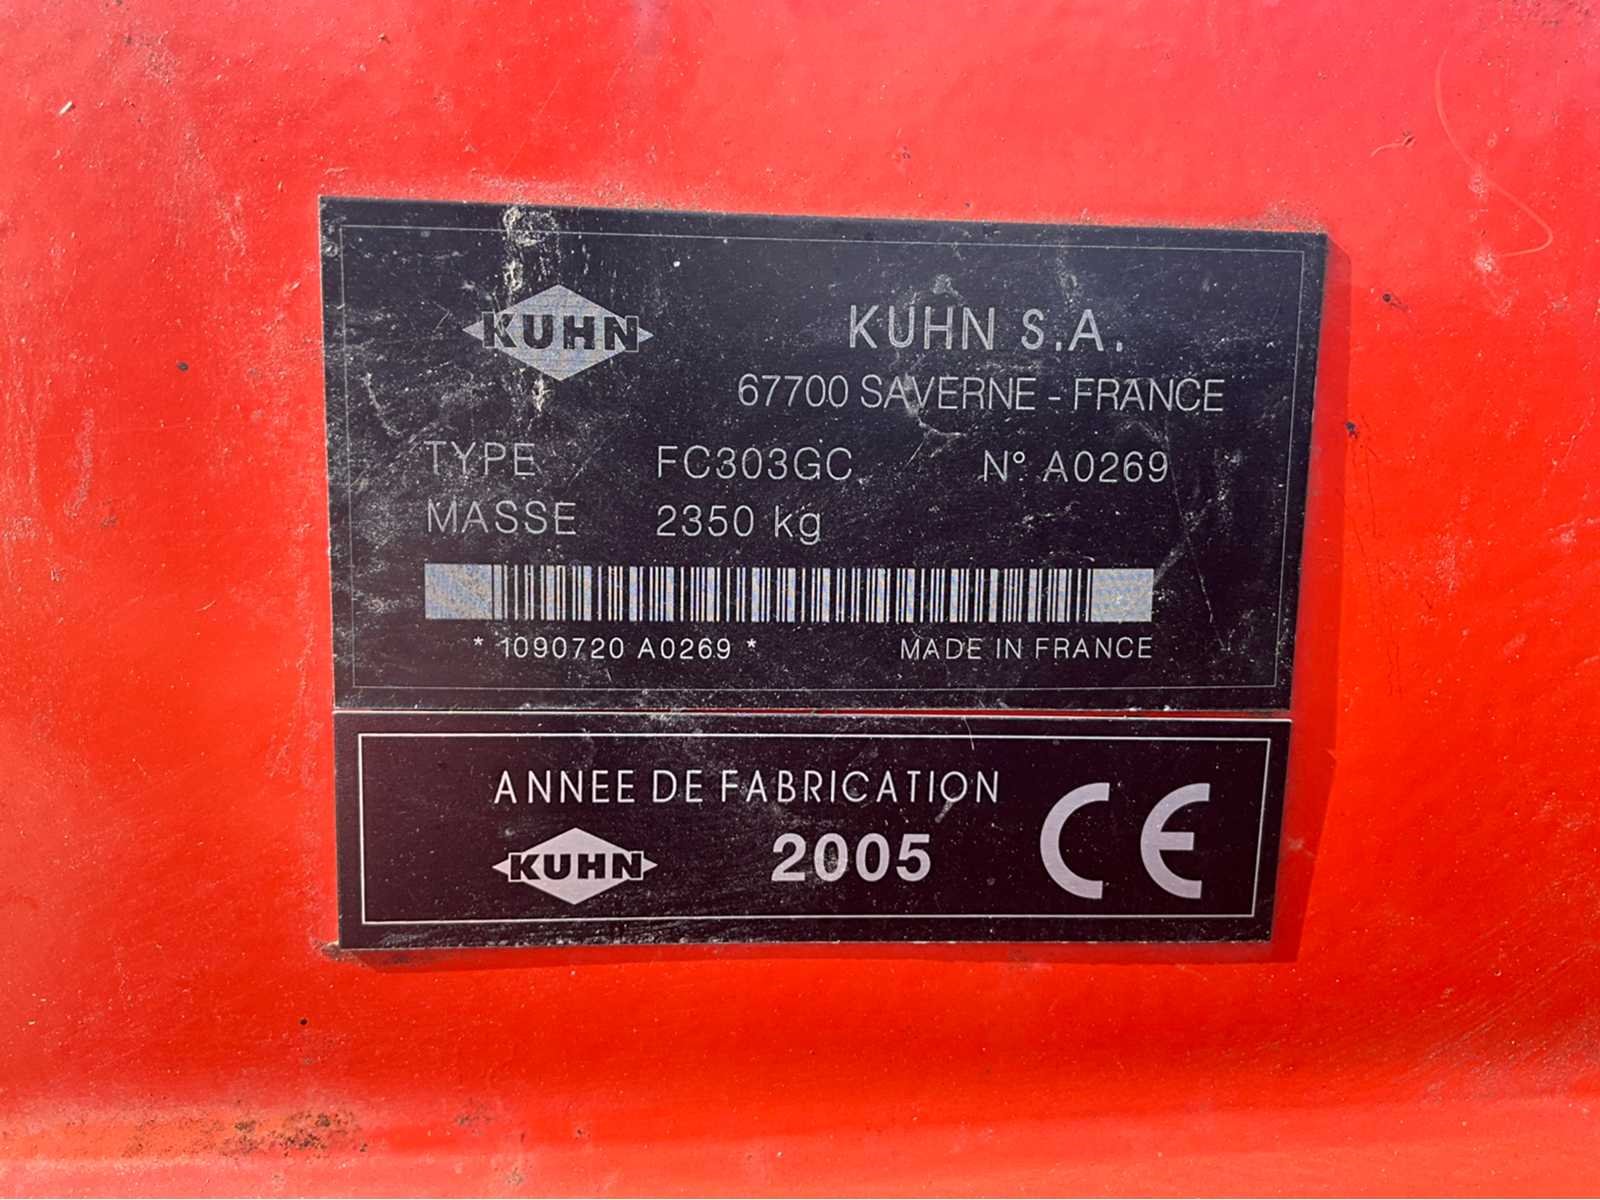 KUHN
KUHN S.A.
67700 SAVERNE - FRANCE
TYPE FC303GC N° A0269
MASSE 2350 kg
* 1090720 A0269 * MADE IN FRANCE
ANNEE DE FABRICATION
KUHN 2005 CE